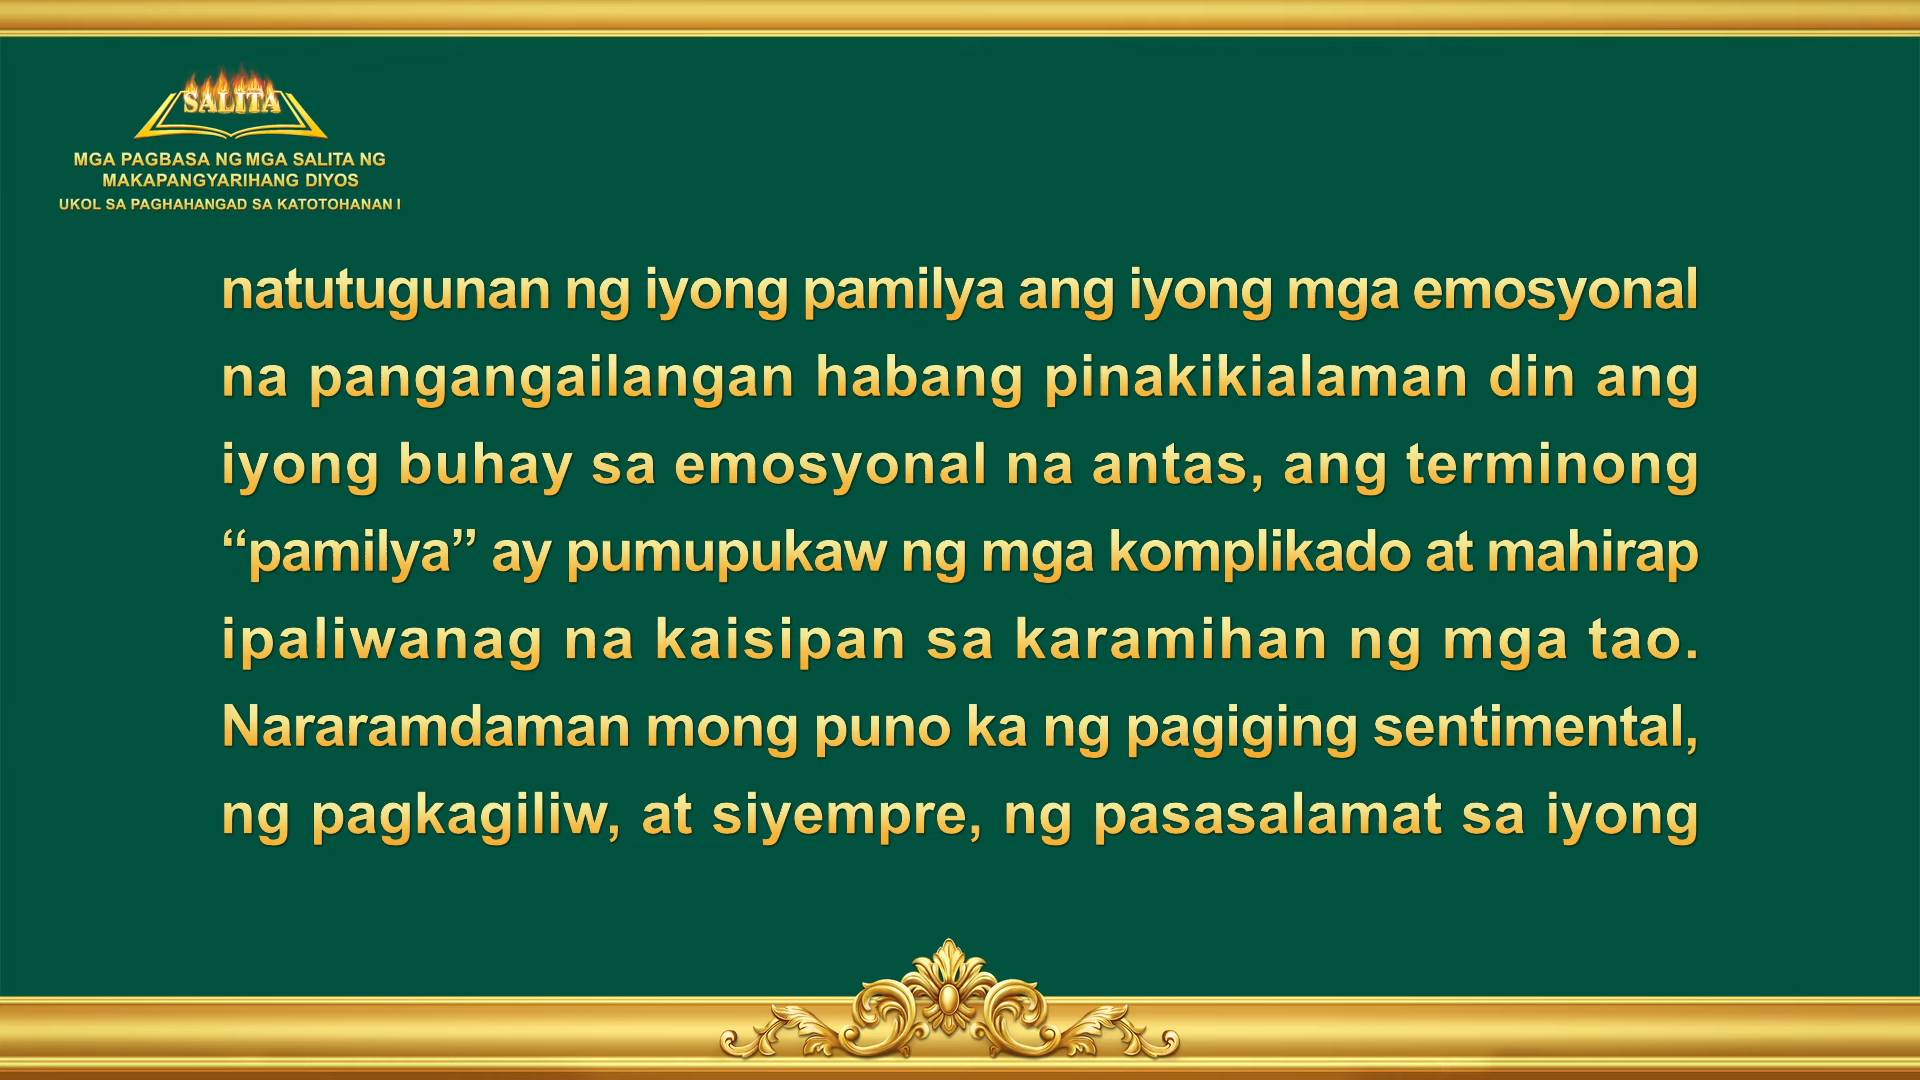 SALITA
MGA PAGBASA NG MGA SALITA NG
MAKAPANGYARIHANG DIYOS
UKOL SA PAGHAHANGAD SA KATOTOHANAN I
natutugunan ng iyong pamilya ang iyong mga emosyonal
na pangangailangan habang pinakikialaman din ang
iyong buhay sa emosyonal na antas, ang terminong
“pamilya” ay pumupukaw ng mga komplikado at mahirap
ipaliwanag na kaisipan sa karamihan ng mga tao.
Nararamdaman mong puno ka ng pagiging sentimental,
ng pagkagiliw, at siyempre, ng pasasalamat sa iyong